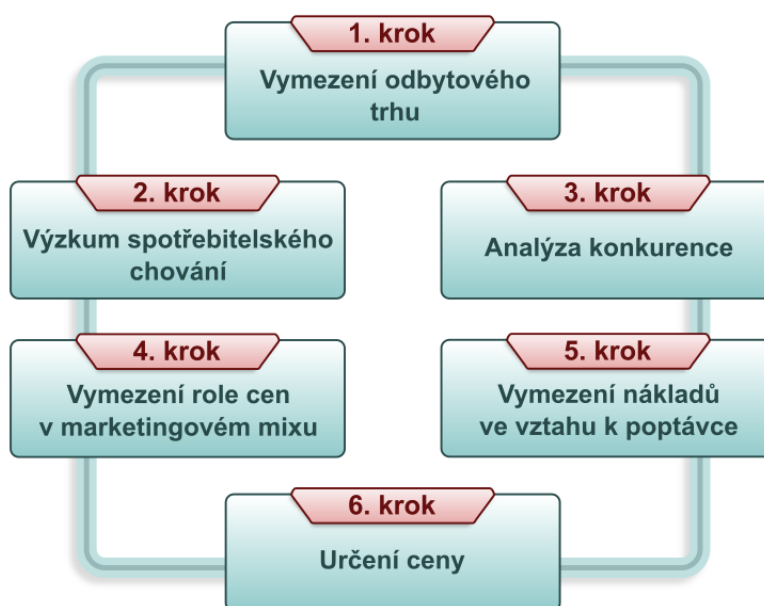 1. krok
Vymezení odbytového
trhu
2. krok
Výzkum spotřebitelského
chování
3. krok
Analýza konkurence
4. krok
Vymezení role cen
v marketingovém mixu
5. krok
Vymezení nákladů
ve vztahu k poptávce
6. krok
Určení ceny